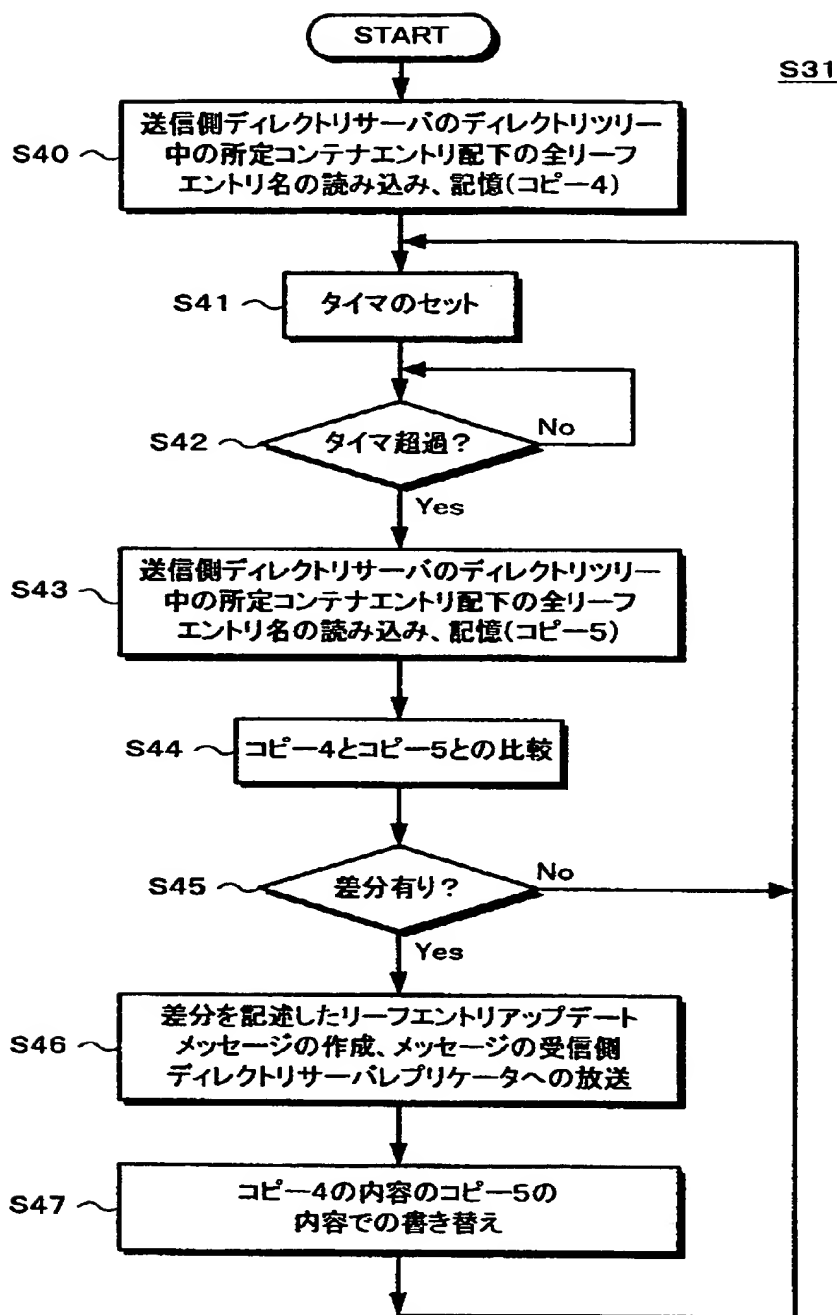 START
S31
S40
送信側ディレクトリサーバのディレクトリツリー
中の所定コンテナエントリ配下の全リーフ
エントリ名の読み込み、記憶(コピー4)
S41
タイマのセット
S42
タイマ超過?
No
Yes
S43
送信側ディレクトリサーバのディレクトリツリー
中の所定コンテナエントリ配下の全リーフ
エントリ名の読み込み、記憶(コピー5)
S44
コピー4とコピー5との比較
S45
差分有り?
No
Yes
S46
差分を記述したリーフエントリアップデート
メッセージの作成、メッセージの受信側
ディレクトリサーバレプリケータへの放送
S47
コピー4の内容のコピー5の
内容での書き替え